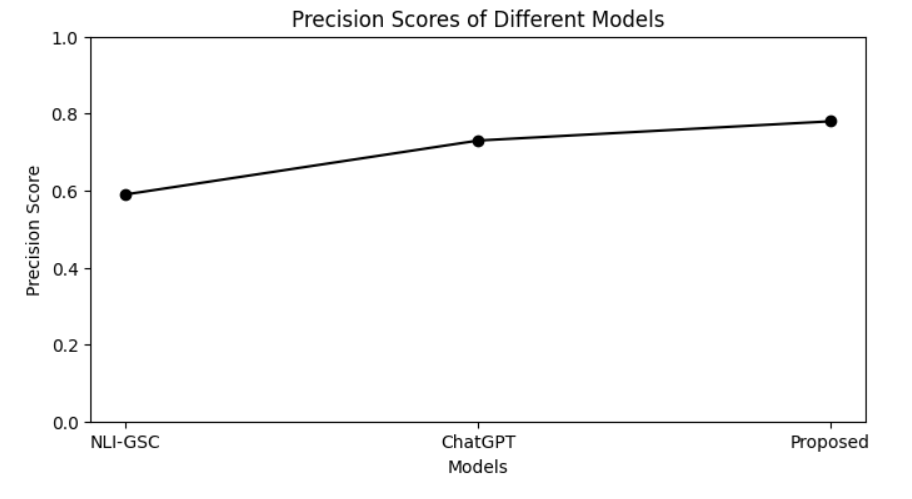 Precision Scores of Different Models
1.0
0.8
0.6
0.4
0.2
0.0
Precision Score
NLI-GSC ChatGPT Proposed
Models